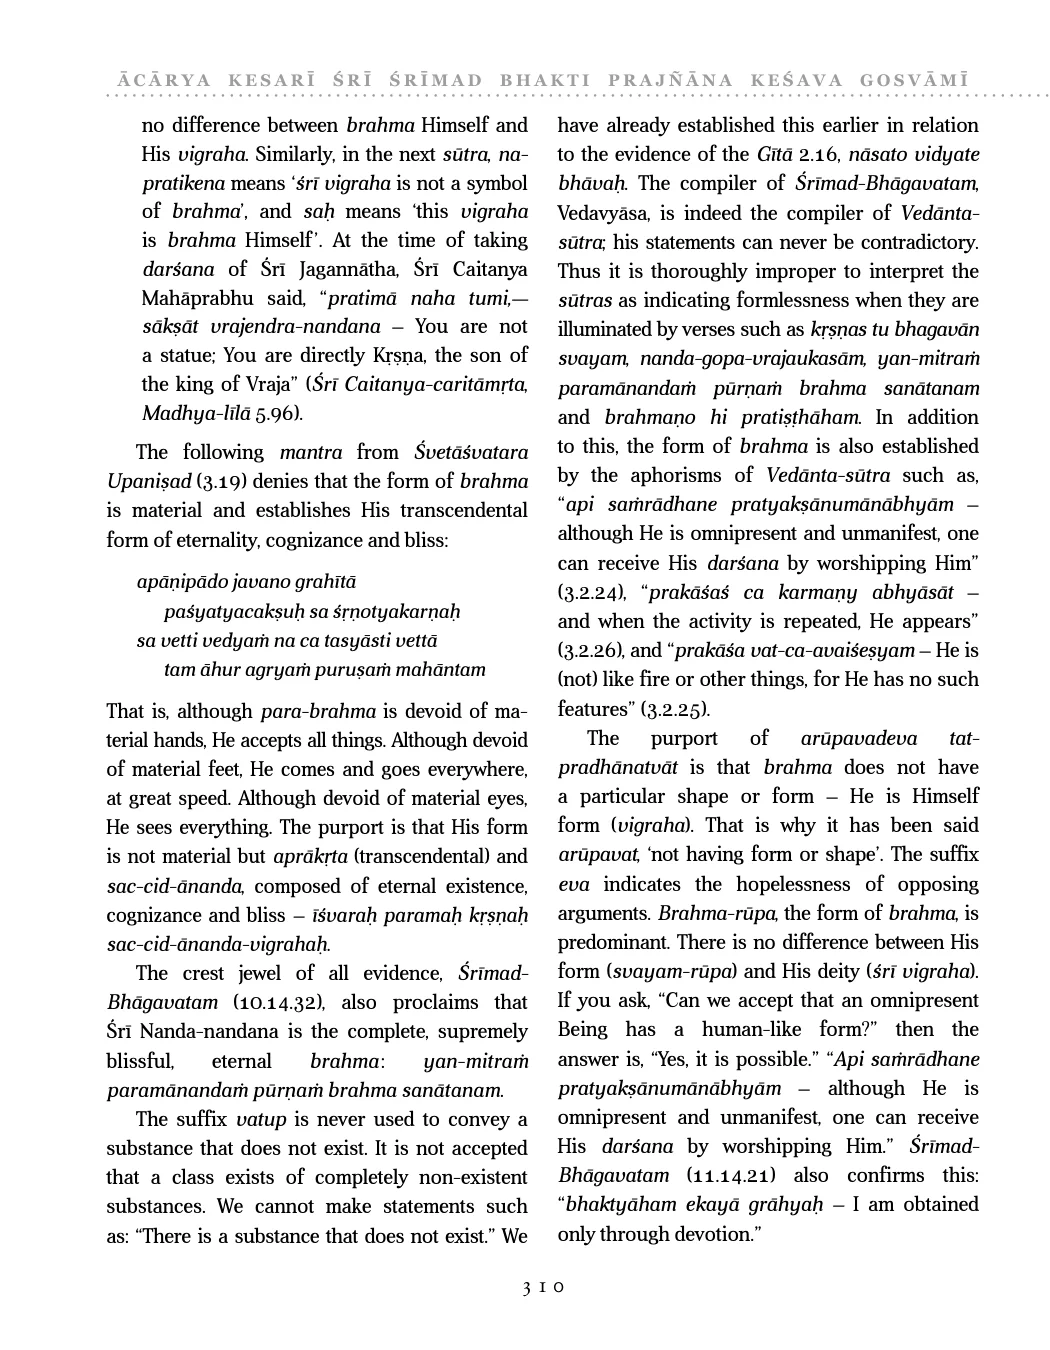 ĀCĀRYA KESARĪ ŚRĪ ŚRĪMAD BHAKTI PRAJÑĀNA KEŚAVA GOSVĀMĪ
no difference between brahma Himself and
His vigraha. Similarly, in the next sūtra, na-
pratikena means ‘śrī vigraha is not a symbol
of brahma’, and saḥ means ‘this vigraha
is brahma Himself’. At the time of taking
darśana of Śrī Jagannātha, Śrī Caitanya
Mahāprabhu said, “pratimā naha tumi,—
sākṣāt vrajendra-nandana – You are not
a statue; You are directly Kṛṣṇa, the son of
the king of Vraja” (Śrī Caitanya-caritāmṛta,
Madhya-līlā 5.96).
The following mantra from Śvetāśvatara
Upaniṣad (3.19) denies that the form of brahma
is material and establishes His transcendental
form of eternality, cognizance and bliss:
apāṇipādo javano grahītā
paśyatyacakṣuḥ sa śṛṇotyakarṇaḥ
sa vetti vedyaṁ na ca tasyāsti vettā
tam āhur agryaṁ puruṣaṁ mahāntam
That is, although para-brahma is devoid of ma-
terial hands, He accepts all things. Although devoid
of material feet, He comes and goes everywhere,
at great speed. Although devoid of material eyes,
He sees everything. The purport is that His form
is not material but aprākṛta (transcendental) and
sac-cid-ānanda, composed of eternal existence,
cognizance and bliss – īśvaraḥ paramaḥ kṛṣṇaḥ
sac-cid-ānanda-vigrahaḥ.
The crest jewel of all evidence, Śrīmad-
Bhāgavatam (10.14.32), also proclaims that
Śrī Nanda-nandana is the complete, supremely
blissful, eternal brahma: yan-mitraṁ
paramānandaṁ pūrṇaṁ brahma sanātanam.
The suffix vatup is never used to convey a
substance that does not exist. It is not accepted
that a class exists of completely non-existent
substances. We cannot make statements such
as: “There is a substance that does not exist.” We
have already established this earlier in relation
to the evidence of the Gītā 2.16, nāsato vidyate
bhāvaḥ. The compiler of Śrīmad-Bhāgavatam,
Vedavyāsa, is indeed the compiler of Vedānta-
sūtra; his statements can never be contradictory.
Thus it is thoroughly improper to interpret the
sūtras as indicating formlessness when they are
illuminated by verses such as kṛṣṇas tu bhagavān
svayam, nanda-gopa-vrajaukasām, yan-mitraṁ
paramānandaṁ pūrṇaṁ brahma sanātanam
and brahmaṇo hi pratiṣṭhāham. In addition
to this, the form of brahma is also established
by the aphorisms of Vedānta-sūtra such as,
“api saṁrādhane pratyakṣānumānābhyām –
although He is omnipresent and unmanifest, one
can receive His darśana by worshipping Him”
(3.2.24), “prakāśaś ca karmaṇy abhyāsāt –
and when the activity is repeated, He appears”
(3.2.26), and “prakāśa vat-ca-avaiśeṣyam – He is
(not) like fire or other things, for He has no such
features” (3.2.25).
The purport of arūpavadeva tat-
pradhānatvāt is that brahma does not have
a particular shape or form – He is Himself
form (vigraha). That is why it has been said
arūpavat, ‘not having form or shape’. The suffix
eva indicates the hopelessness of opposing
arguments. Brahma-rūpa, the form of brahma, is
predominant. There is no difference between His
form (svayam-rūpa) and His deity (śrī vigraha).
If you ask, “Can we accept that an omnipresent
Being has a human-like form?” then the
answer is, “Yes, it is possible.” “Api saṁrādhane
pratyakṣānumānābhyām – although He is
omnipresent and unmanifest, one can receive
His darśana by worshipping Him.” Śrīmad-
Bhāgavatam (11.14.21) also confirms this:
“bhaktyāham ekayā grāhyaḥ – I am obtained
only through devotion.”
310